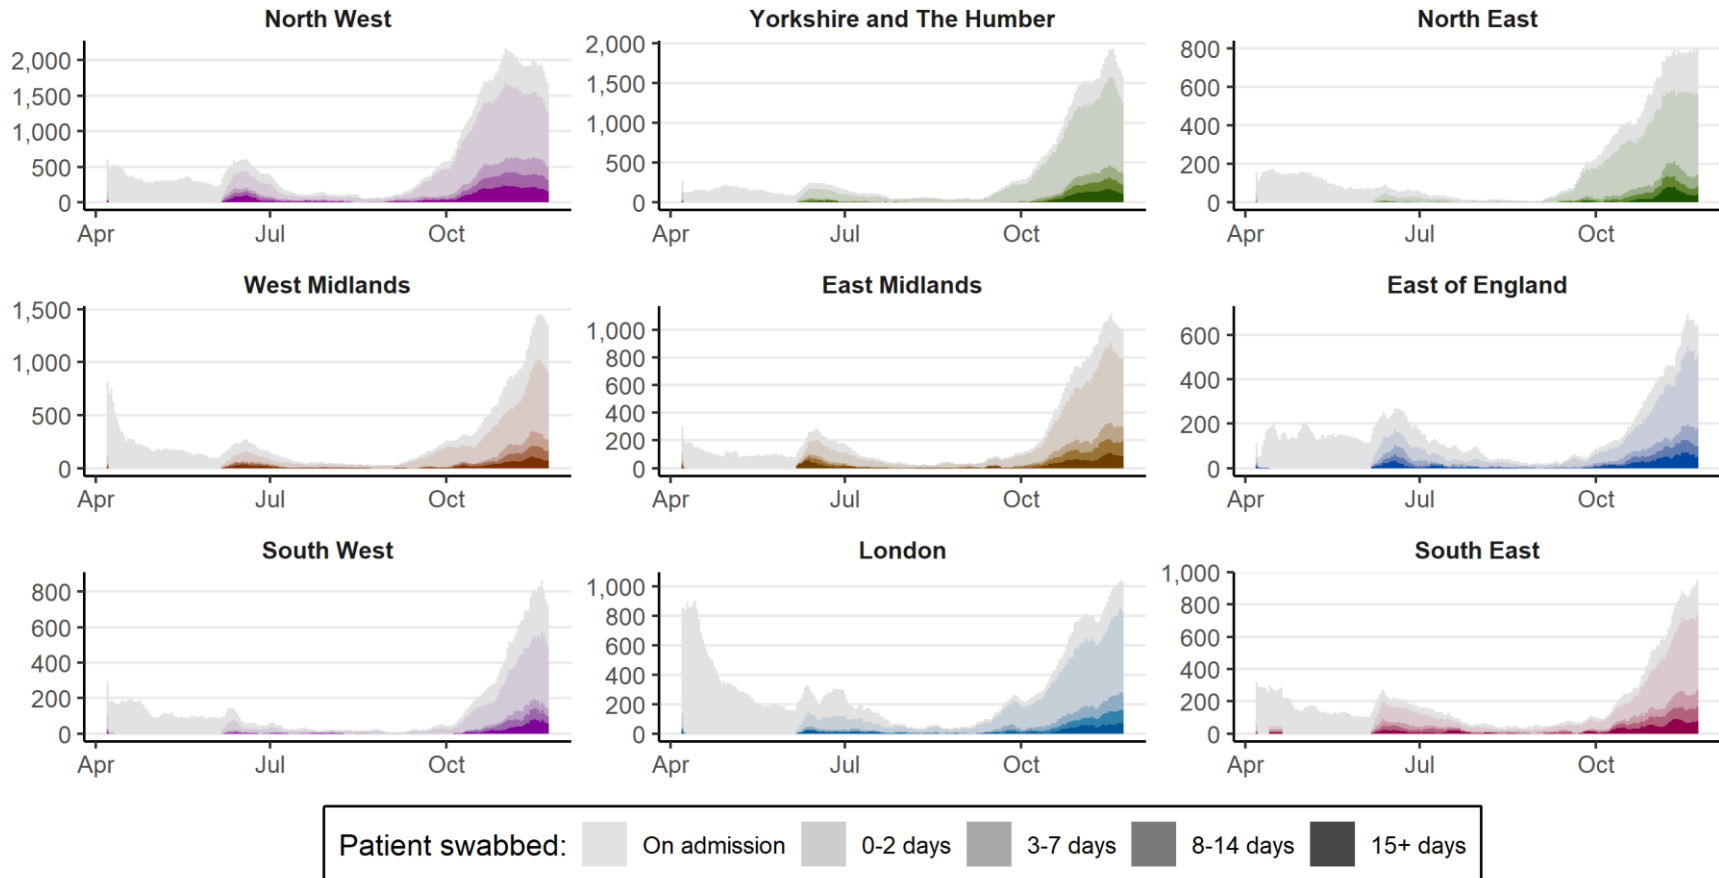 North West
2,000
1,500
1,000
500
0
Apr Jul Oct
Yorkshire and The Humber
2,000
1,500
1,000
500
0
Apr Jul Oct
North East
800
600
400
200
0
Apr Jul Oct
West Midlands
1,500
1,000
500
0
Apr Jul Oct
East Midlands
1,000
800
600
400
200
0
Apr Jul Oct
East of England
600
400
200
0
Apr Jul Oct
South West
800
600
400
200
0
Apr Jul Oct
London
1,000
800
600
400
200
0
Apr Jul Oct
South East
1,000
800
600
400
200
0
Apr Jul Oct
Patient swabbed: On admission 0-2 days 3-7 days 8-14 days 15+ days